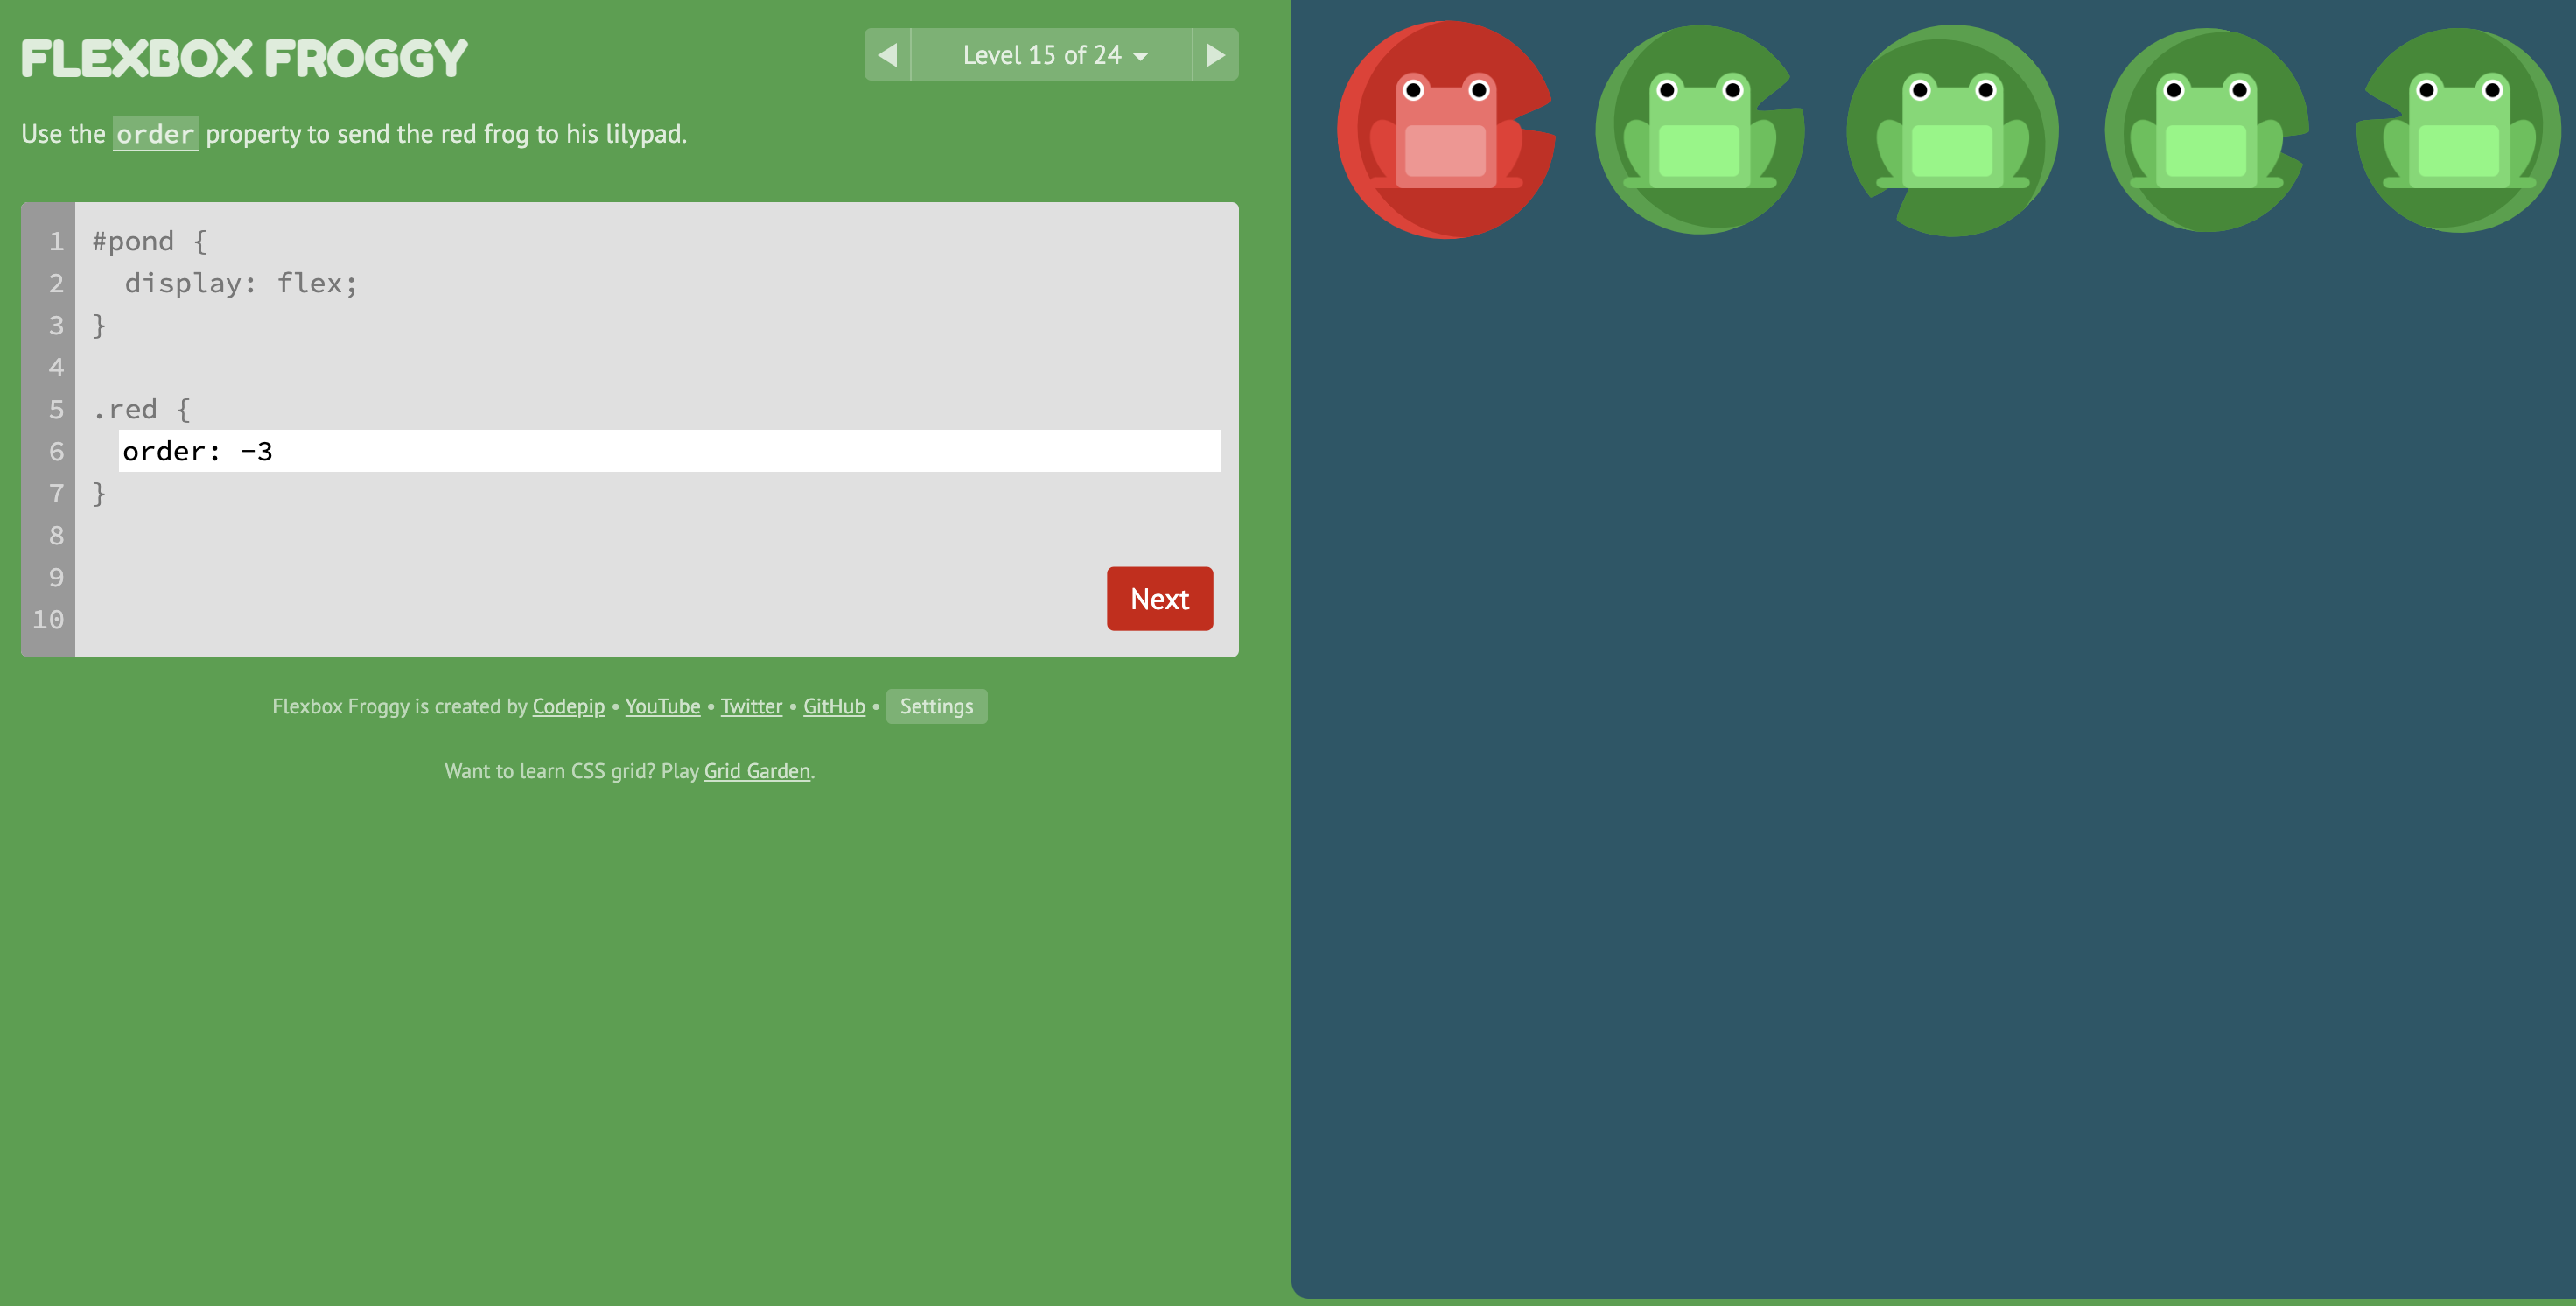 FLEXBOX FROGGY
Level 15 of 24
Use the order property to send the red frog to his lilypad.
1 #pond {
2 display: flex;
3 }
4
5 .red {
6 order: -3
7 }
8
9
10
Next
Flexbox Froggy is created by Codepip • YouTube • Twitter • GitHub • Settings
Want to learn CSS grid? Play Grid Garden.